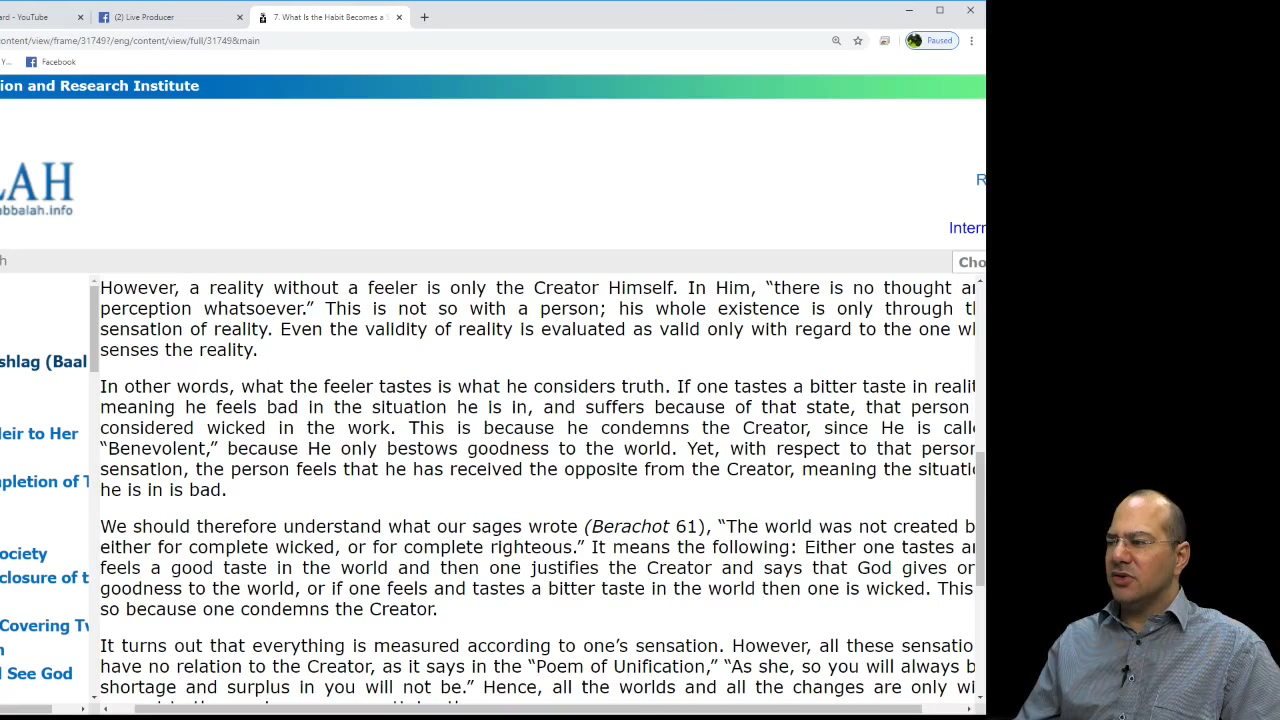 ard - YouTube
(2) Live Producer
7. What Is the Habit Becomes a
content/view/frame/31749?/eng/content/view/full/31749&main
Paused
Y...
Facebook
ion and Research Institute
LAH
abbalah.info
R
Intern
h
Cho
However, a reality without a feeler is only the Creator Himself. In Him, “there is no thought an
perception whatsoever.” This is not so with a person; his whole existence is only through th
sensation of reality. Even the validity of reality is evaluated as valid only with regard to the one wh
senses the reality.
In other words, what the feeler tastes is what he considers truth. If one tastes a bitter taste in realit
meaning he feels bad in the situation he is in, and suffers because of that state, that person
considered wicked in the work. This is because he condemns the Creator, since He is calle
“Benevolent,” because He only bestows goodness to the world. Yet, with respect to that person
sensation, the person feels that he has received the opposite from the Creator, meaning the situatio
he is in is bad.
We should therefore understand what our sages wrote (Berachot 61), “The world was not created b
either for complete wicked, or for complete righteous.” It means the following: Either one tastes an
feels a good taste in the world and then one justifies the Creator and says that God gives on
goodness to the world, or if one feels and tastes a bitter taste in the world then one is wicked. This
so because one condemns the Creator.
It turns out that everything is measured according to one’s sensation. However, all these sensatio
have no relation to the Creator, as it says in the “Poem of Unification,” “As she, so you will always b
shortage and surplus in you will not be.” Hence, all the worlds and all the changes are only wi
shlag (Baal
Heir to Her
mpletion of T
ociety
closure of t
Covering Tw
n
l See God